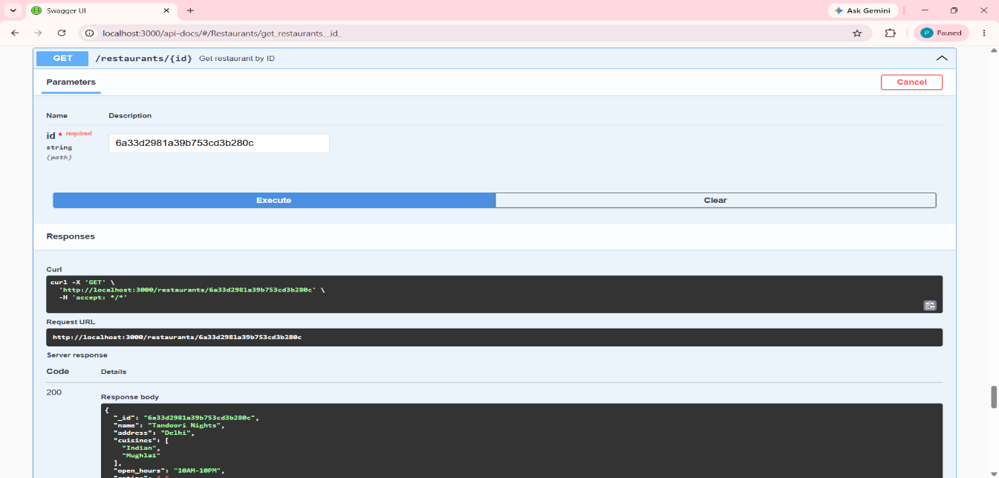 Swagger UI
Ask Gemini
localhost:3000/api-docs/#/Restaurants/get_restaurants__id_
P Paused
GET /restaurants/{id} Get restaurant by ID
Parameters
Cancel
Name Description
id * required
string
(path)
6a33d2981a39b753cd3b280c
Execute
Clear
Responses
Curl
curl -X 'GET' \
'http://localhost:3000/restaurants/6a33d2981a39b753cd3b280c' \
-H 'accept: */*'
Request URL
http://localhost:3000/restaurants/6a33d2981a39b753cd3b280c
Server response
Code Details
200
Response body
{
"_id": "6a33d2981a39b753cd3b280c",
"name": "Tandoori Nights",
"address": "Delhi",
"cuisines": [
"Indian",
"Mughlai"
],
"open_hours": "10AM-10PM",